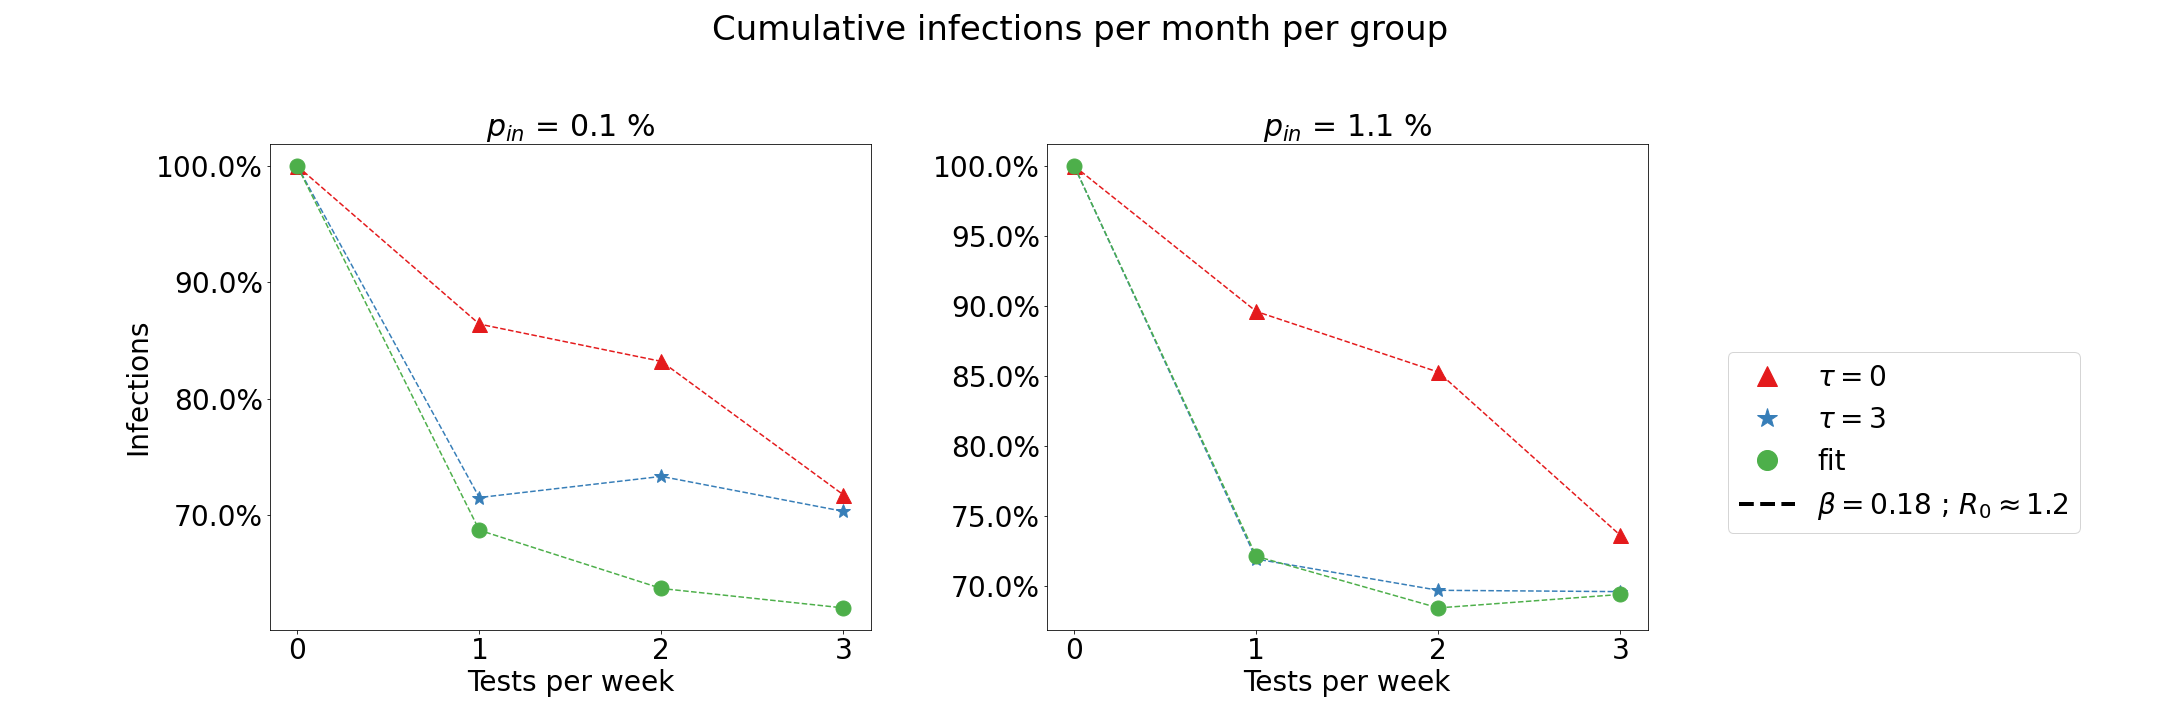 Cumulative infections per month per group
p_in = 0.1 %
100.0%
90.0%
80.0%
70.0%
Infections
0 1 2 3
Tests per week
p_in = 1.1 %
100.0%
95.0%
90.0%
85.0%
80.0%
75.0%
70.0%
0 1 2 3
Tests per week
τ = 0
τ = 3
fit
β = 0.18 ; R₀ ≈ 1.2